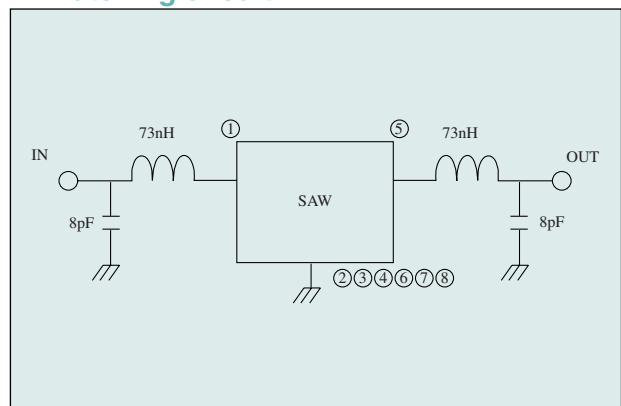 73nH
①
⑤
73nH
IN
OUT
SAW
8pF
8pF
②③④⑥⑦⑧